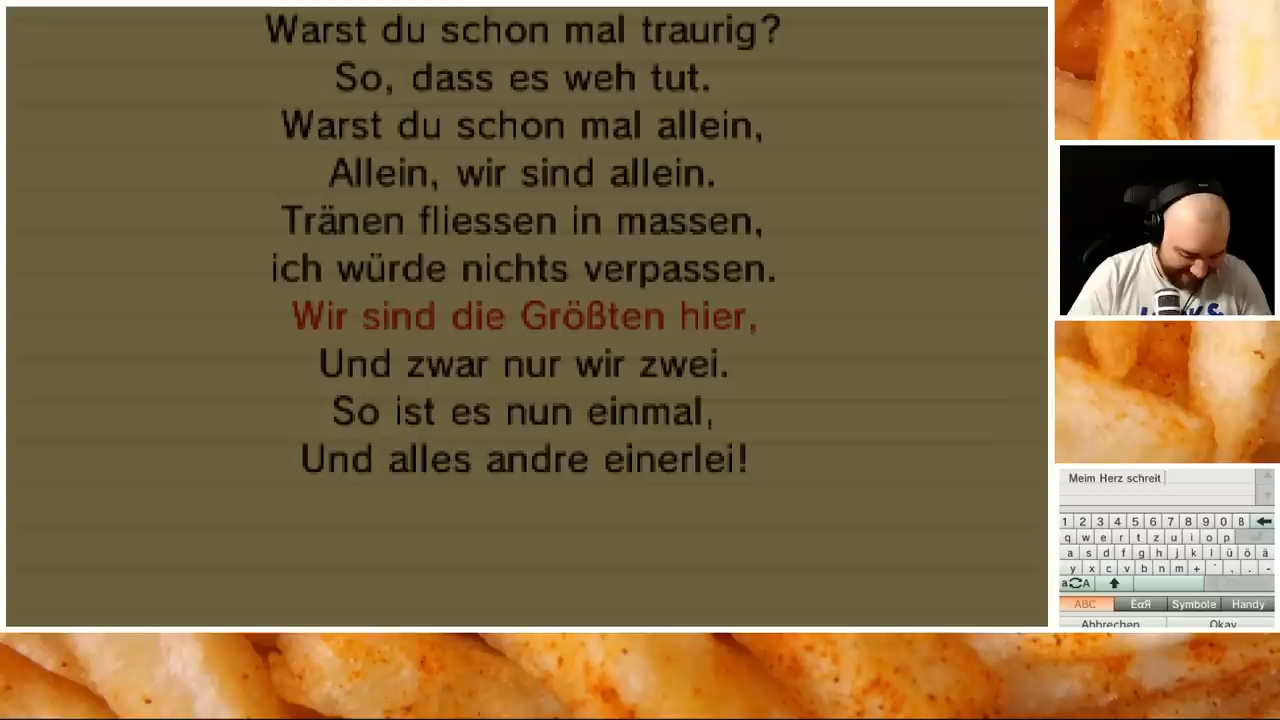 Warst du schon mal traurig?
So, dass es weh tut.
Warst du schon mal allein,
Allein, wir sind allein.
Tränen fliessen in massen,
ich würde nichts verpassen.
Wir sind die Größten hier,
Und zwar nur wir zwei.
So ist es nun einmal,
Und alles andre einerlei!
Meim Herz schreit
1 2 3 4 5 6 7 8 9 0 ß
q w e r t z u i o p
a s d f g h j k l ü ö ä
y x c v b n m + ' , . -
a A
ABC ËαЯ Symbole Handy
Abbrechen Okay